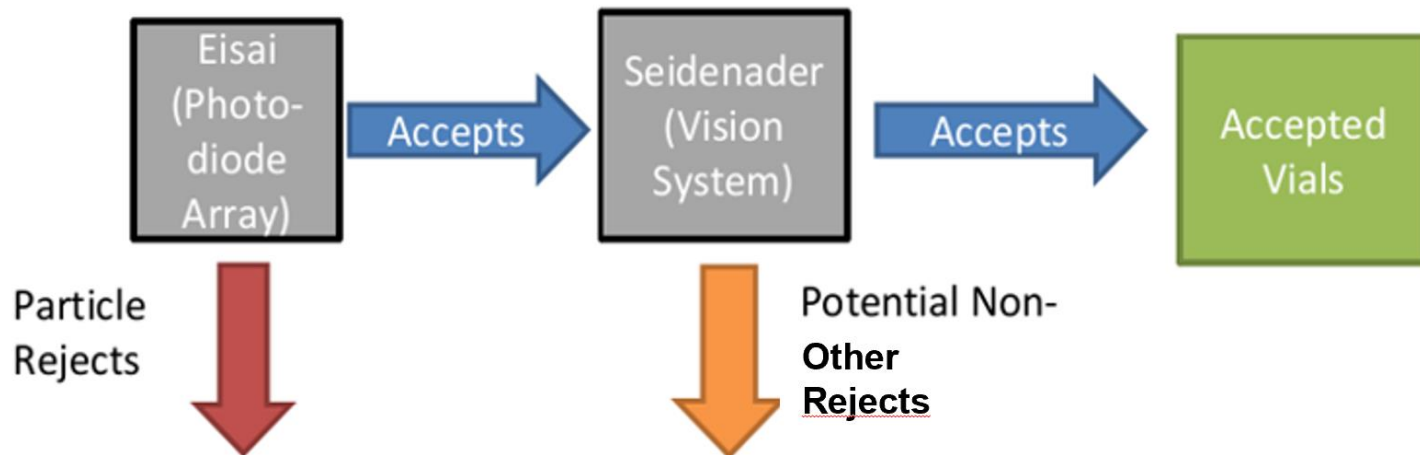 Eisai
(Photo-
diode
Array)
Accepts
Seidenader
(Vision
System)
Accepts
Accepted
Vials
Particle
Rejects
Potential Non-
Other
Rejects